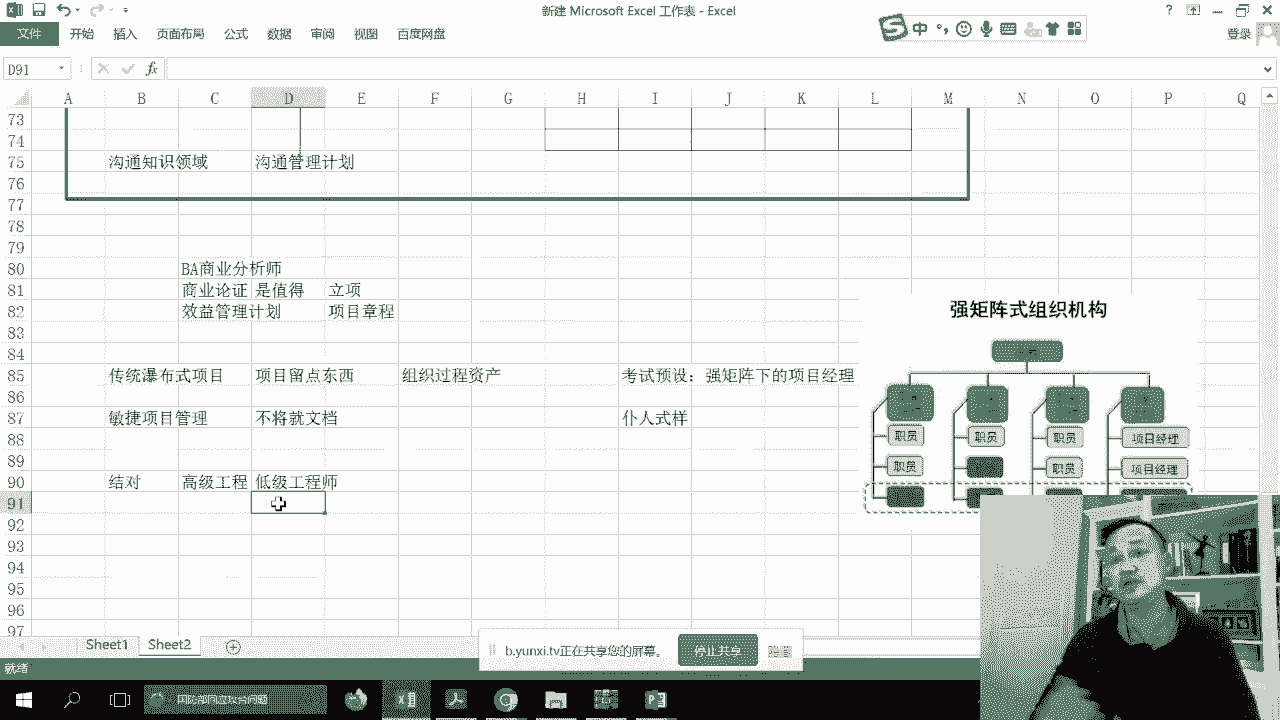 新建 Microsoft Excel 工作表 - Excel
文件 开始 插入 页面布局 公式 数据 审阅 视图 百度网盘
中
登录
D91 fx
A B C D E F G H I J K L M N O P Q
73
74
75 沟通知识领域 沟通管理计划
76
77
78
79
80 BA商业分析师
81 商业论证 是值得 立项
82 效益管理计划 项目章程
83
强矩阵式组织机构
84
85 传统瀑布式项目 项目留点东西 组织过程资产 考试预设：强矩阵下的项目经理
86
87 敏捷项目管理 不将就文档 仆人式样
88
89
90 结对 高级工程 低级工程师
91
92
93
94
95
96
97
职员 职员 职员 项目经理
职员 职员 项目经理
Sheet1 Sheet2
b.yunxi.tv正在共享您的屏幕。 停止共享 隐藏
就绪